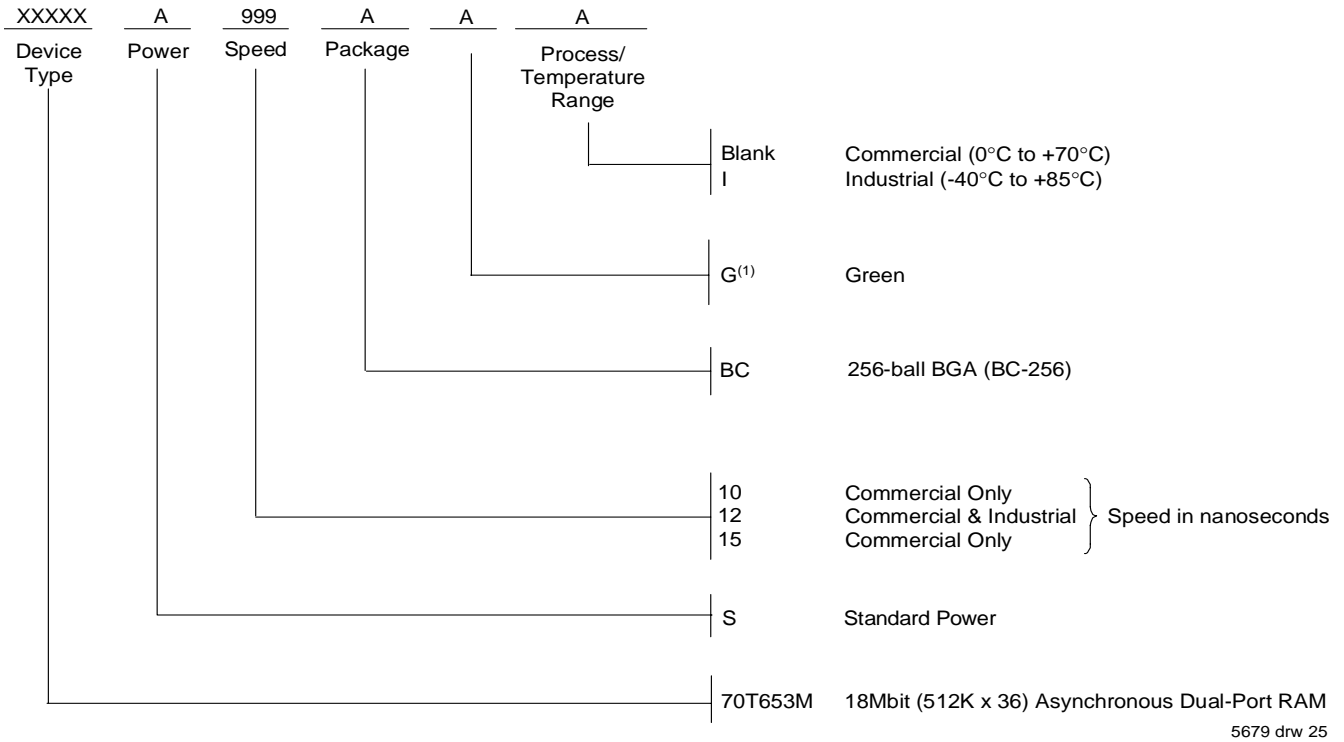 XXXXX A 999 A A A
Device Type Power Speed Package Process/ Temperature Range
Blank Commercial (0°C to +70°C)
I Industrial (-40°C to +85°C)
G(1) Green
BC 256-ball BGA (BC-256)
10 Commercial Only
12 Commercial & Industrial Speed in nanoseconds
15 Commercial Only
S Standard Power
70T653M 18Mbit (512K x 36) Asynchronous Dual-Port RAM
5679 drw 25